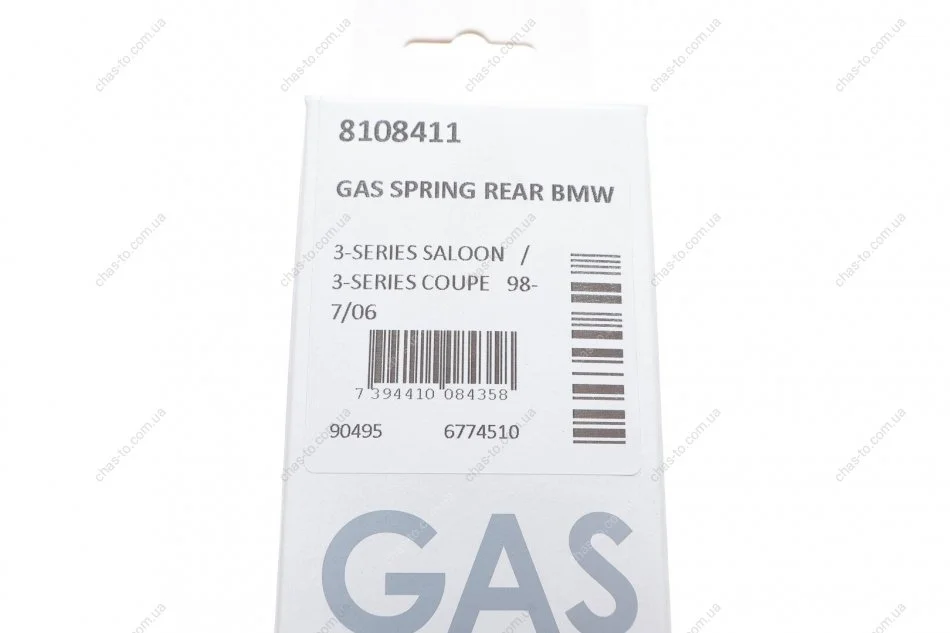 8108411
GAS SPRING REAR BMW
3-SERIES SALOON /
3-SERIES COUPE 98-
7/06
7 394410 084358
90495 6774510
GAS
chas-to.com.ua